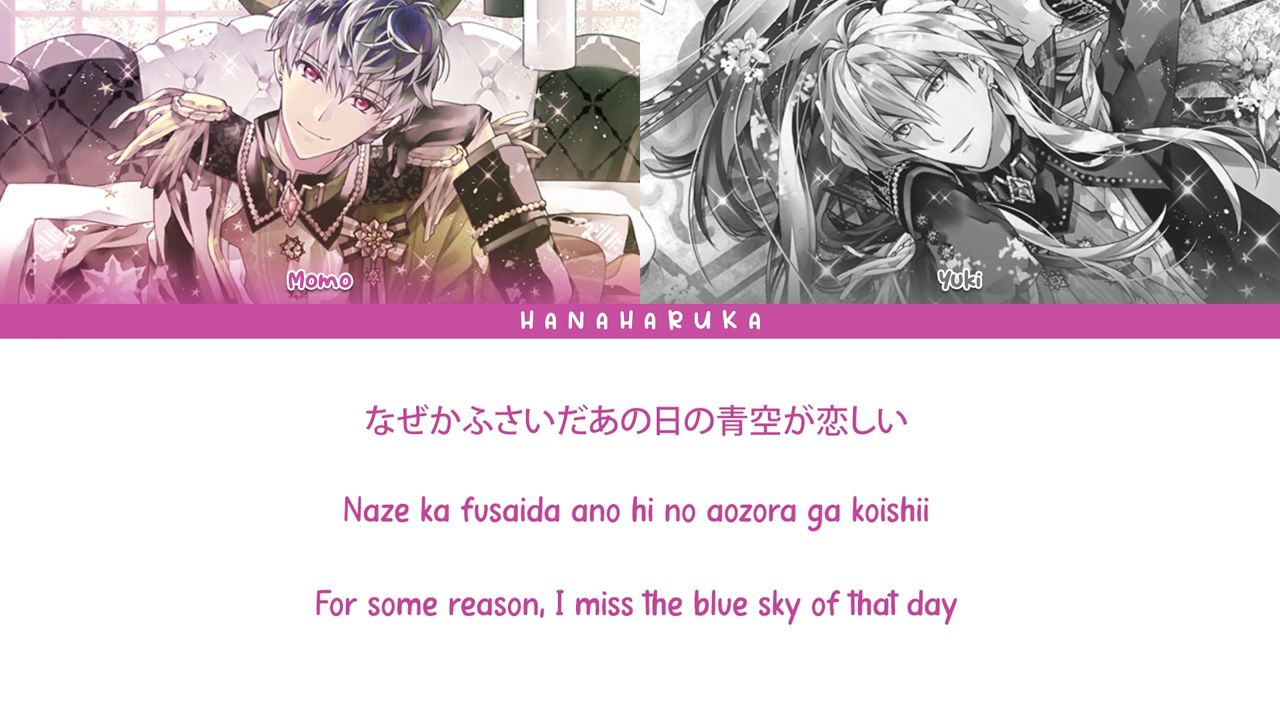 Momo
Yuki
HANAHARUKA
なぜかふさいだあの日の青空が恋しい
Naze ka fusaida ano hi no aozora ga koishii
For some reason, I miss the blue sky of that day